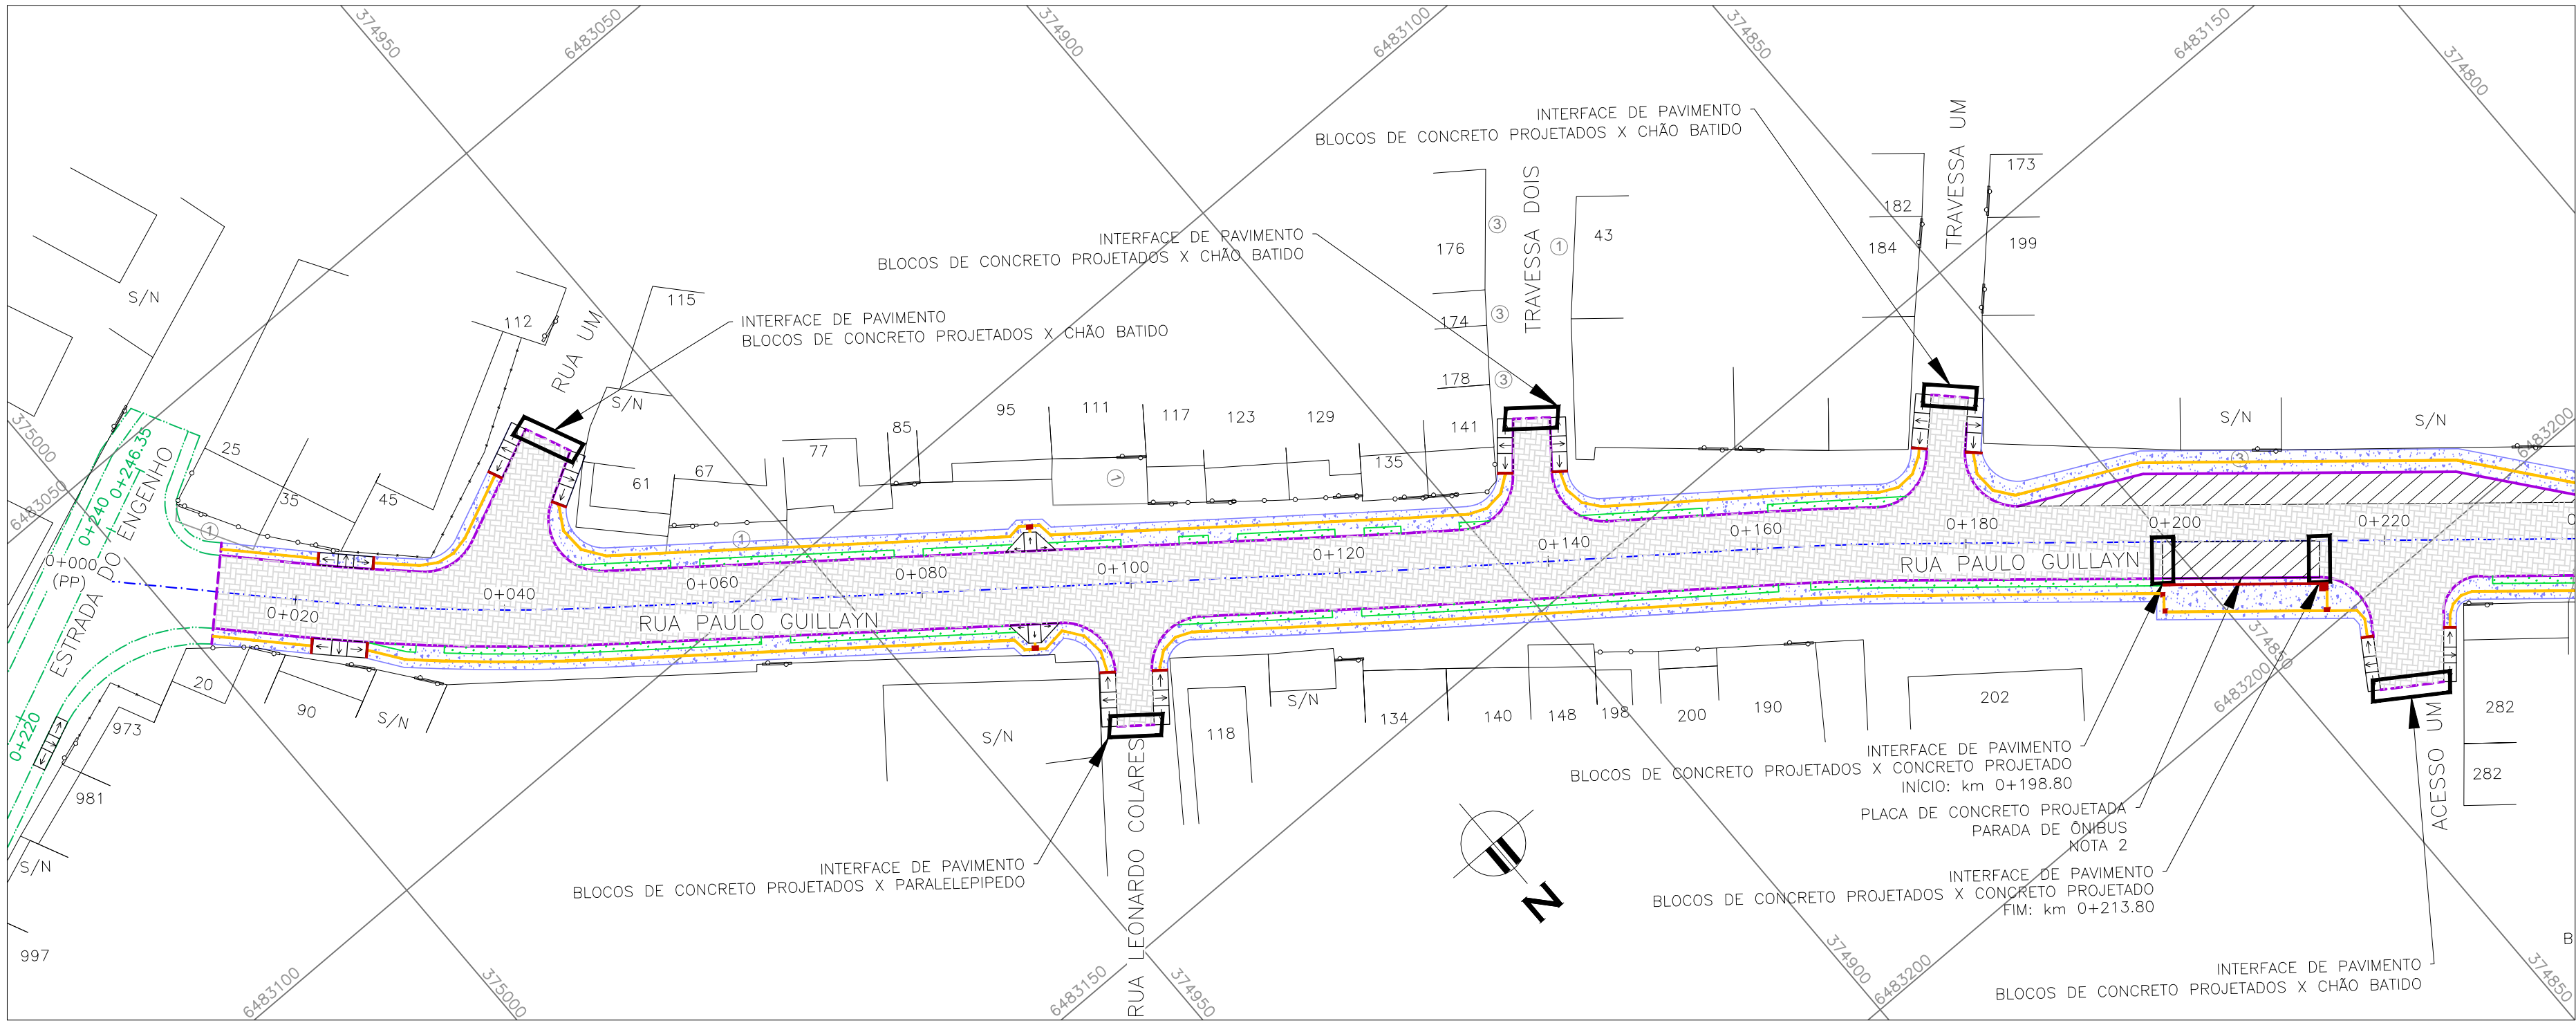 374950
6483050
374900
6483100
374850
6483150
374800
INTERFACE DE PAVIMENTO
BLOCOS DE CONCRETO PROJETADOS X CHÃO BATIDO
TRAVESSA UM
173
182
184
199
TRAVESSA DOIS
3
176
1
43
3
174
3
178
INTERFACE DE PAVIMENTO
BLOCOS DE CONCRETO PROJETADOS X CHÃO BATIDO
S/N
115
112
RUA UM
INTERFACE DE PAVIMENTO
BLOCOS DE CONCRETO PROJETADOS X CHÃO BATIDO
S/N
95
111
117
123
129
141
135
85
77
67
61
1
1
S/N
S/N
3
6483200
375000
6483050
25
35
45
1
0+246.35
0+240
0+220
ESTRADA DO ENGENHO
0+000
(PP)
0+020
0+040
0+060
0+080
0+100
0+120
0+140
0+160
0+180
0+200
0+220
0
RUA PAULO GUILLAYN
RUA PAULO GUILLAYN
20
90
S/N
973
981
S/N
997
S/N
118
S/N
134
140
148
198
200
190
202
374850
6483200
282
282
ACESSO UM
INTERFACE DE PAVIMENTO
BLOCOS DE CONCRETO PROJETADOS X CONCRETO PROJETADO
INÍCIO: km 0+198.80
PLACA DE CONCRETO PROJETADA
PARADA DE ÔNIBUS
NOTA 2
INTERFACE DE PAVIMENTO
BLOCOS DE CONCRETO PROJETADOS X CONCRETO PROJETADO
FIM: km 0+213.80
INTERFACE DE PAVIMENTO
BLOCOS DE CONCRETO PROJETADOS X PARALELEPIPEDO
RUA LEONARDO COLARES
N
INTERFACE DE PAVIMENTO
BLOCOS DE CONCRETO PROJETADOS X CHÃO BATIDO
B
6483100
375000
6483150
374950
374900
6483200
374850